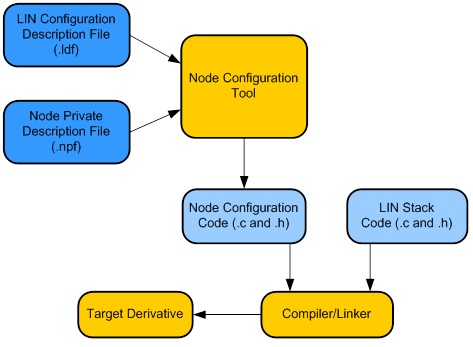 LIN Configuration
Description File
(.ldf)
Node Private
Description File
(.npf)
Node Configuration
Tool
Node Configuration
Code (.c and .h)
LIN Stack
Code (.c and .h)
Target Derivative
Compiler/Linker